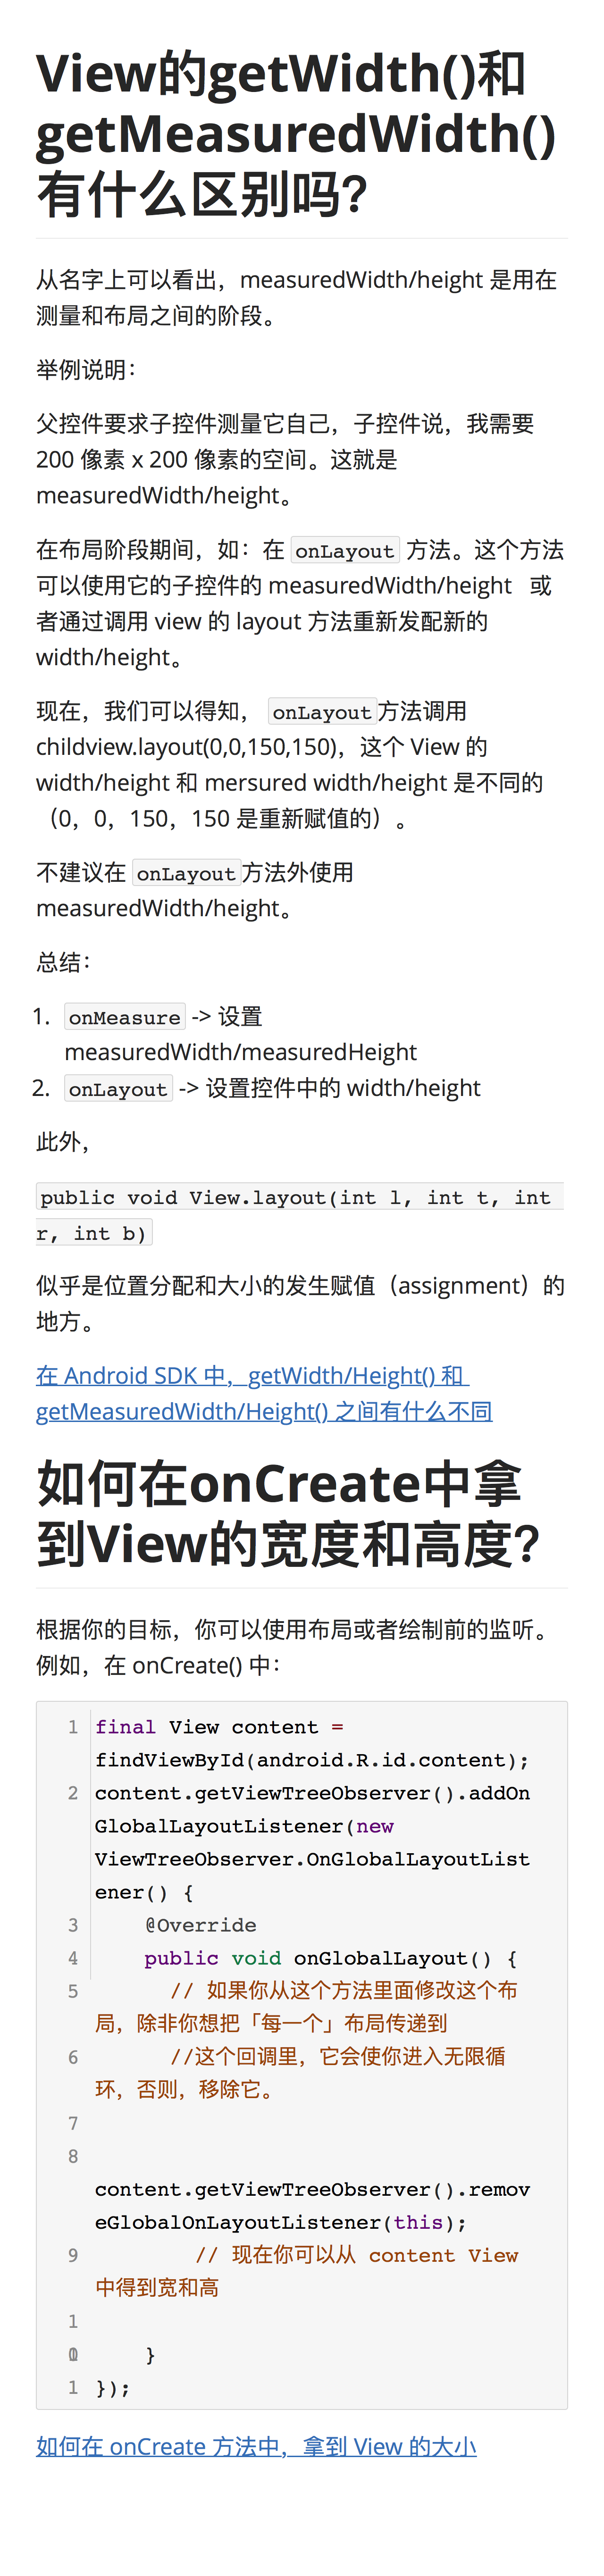 View的getWidth()和
getMeasuredWidth()
有什么区别吗？
从名字上可以看出，measuredWidth/height 是用在
测量和布局之间的阶段。
举例说明：
父控件要求子控件测量它自己，子控件说，我需要
200 像素 x 200 像素的空间。这就是
measuredWidth/height。
在布局阶段期间，如：在 onLayout 方法。这个方法
可以使用它的子控件的 measuredWidth/height 或
者通过调用 view 的 layout 方法重新发配新的
width/height。
现在，我们可以得知， onLayout方法调用
childview.layout(0,0,150,150)，这个 View 的
width/height 和 mersured width/height 是不同的
（0，0，150，150 是重新赋值的）。
不建议在 onLayout方法外使用
measuredWidth/height。
总结：
1. onMeasure -> 设置
measuredWidth/measuredHeight
2. onLayout -> 设置控件中的 width/height
此外，
public void View.layout(int l, int t, int
r, int b)
似乎是位置分配和大小的发生赋值（assignment）的
地方。
在 Android SDK 中，getWidth/Height() 和
getMeasuredWidth/Height() 之间有什么不同
如何在onCreate中拿
到View的宽度和高度？
根据你的目标，你可以使用布局或者绘制前的监听。
例如，在 onCreate() 中：
1 final View content =
findViewById(android.R.id.content);
2 content.getViewTreeObserver().addOn
GlobalLayoutListener(new
ViewTreeObserver.OnGlobalLayoutList
ener() {
3 @Override
4 public void onGlobalLayout() {
5 // 如果你从这个方法里面修改这个布
局，除非你想把「每一个」布局传递到
6 //这个回调里，它会使你进入无限循
环，否则，移除它。
7
8
content.getViewTreeObserver().remov
eGlobalOnLayoutListener(this);
9 // 现在你可以从 content View
中得到宽和高
1
}
1 });
如何在 onCreate 方法中，拿到 View 的大小